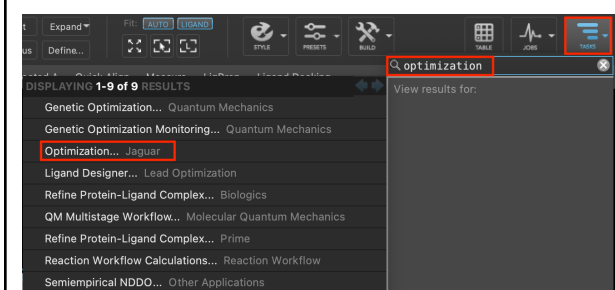 t Expand Fit: AUTO LIGAND
us Define...
STYLE PRESETS BUILD TABLE JOBS TASKS
Quick Align Measure LigPrep Ligand Docking
optimization
DISPLAYING 1-9 of 9 RESULTS
View results for:
Genetic Optimization... Quantum Mechanics
Genetic Optimization Monitoring... Quantum Mechanics
Optimization... Jaguar
Ligand Designer... Lead Optimization
Refine Protein-Ligand Complex... Biologics
QM Multistage Workflow... Molecular Quantum Mechanics
Refine Protein-Ligand Complex... Prime
Reaction Workflow Calculations... Reaction Workflow
Semiempirical NDDO... Other Applications